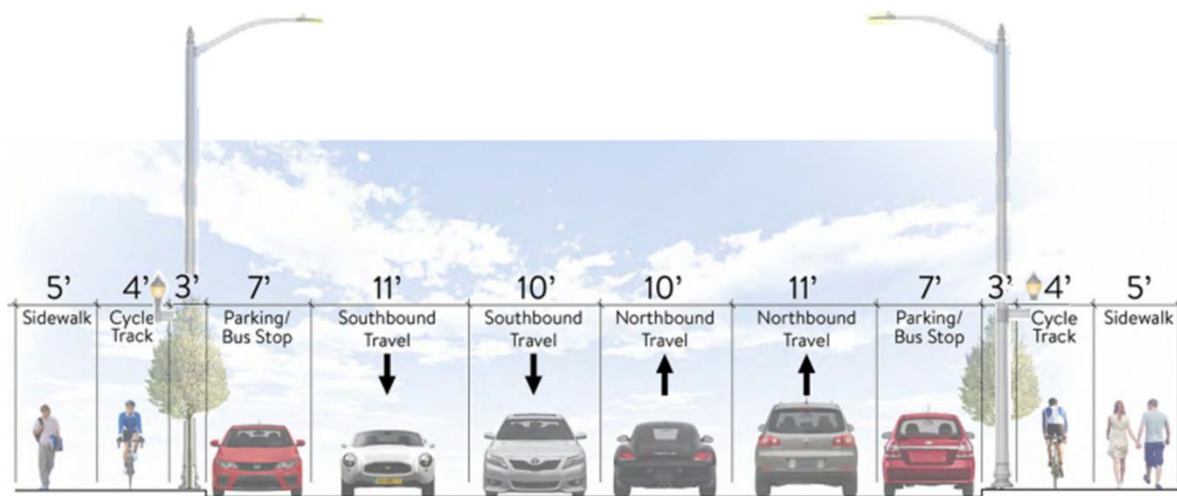 5' 4' 3' 7' 11' 10' 10' 11' 7' 3' 4' 5'
Sidewalk
Cycle
Track
Parking/
Bus Stop
Southbound
Travel
Southbound
Travel
Northbound
Travel
Northbound
Travel
Parking/
Bus Stop
Cycle
Track
Sidewalk